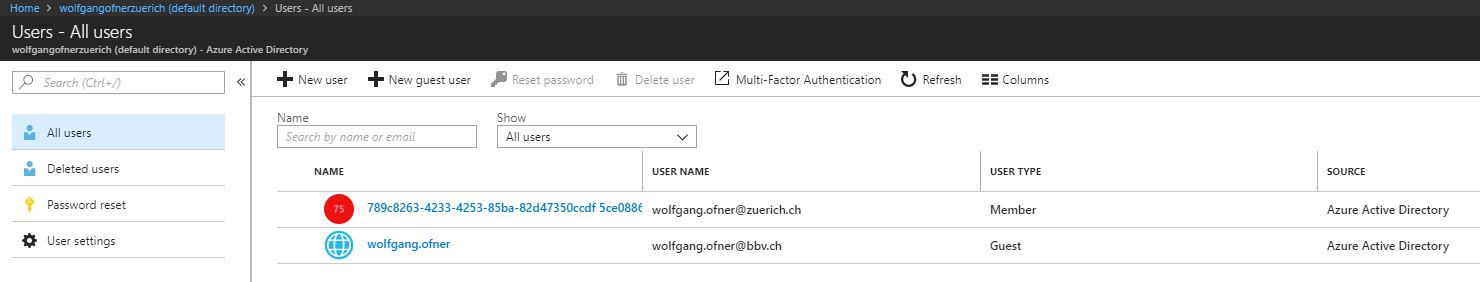 Home > wolfgangofnerzuerich (default directory) > Users - All users
Users - All users
wolfgangofnerzuerich (default directory) - Azure Active Directory
Search (Ctrl+/)
All users
Deleted users
Password reset
User settings
New user New guest user Reset password Delete user Multi-Factor Authentication Refresh Columns
Name Show
Search by name or email All users
NAME USER NAME USER TYPE SOURCE
75 789c8263-4233-4253-85ba-82d47350ccdf 5ce0886 wolfgang.ofner@zuerich.ch Member Azure Active Directory
wolfgang.ofner wolfgang.ofner@bbv.ch Guest Azure Active Directory